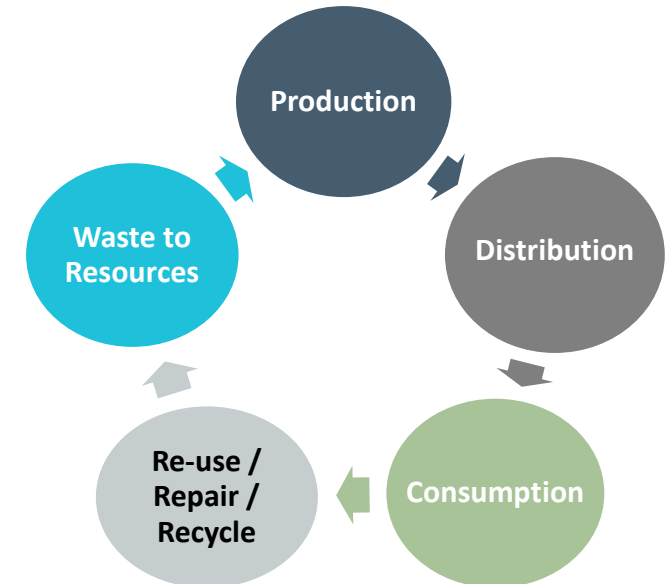 Production
Distribution
Consumption
Re-use /
Repair /
Recycle
Waste to
Resources